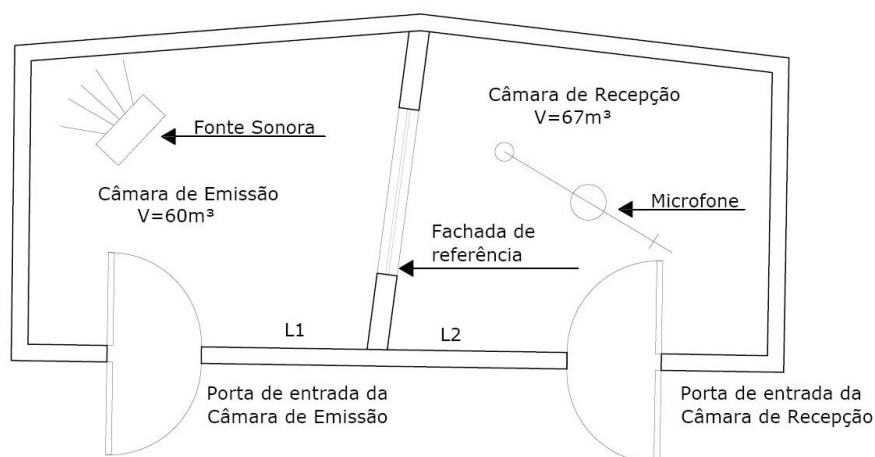 Câmara de Recepção
V=67m³
Fonte Sonora
Câmara de Emissão
V=60m³
Microfone
Fachada de
referência
L1
L2
Porta de entrada da
Câmara de Emissão
Porta de entrada da
Câmara de Recepção